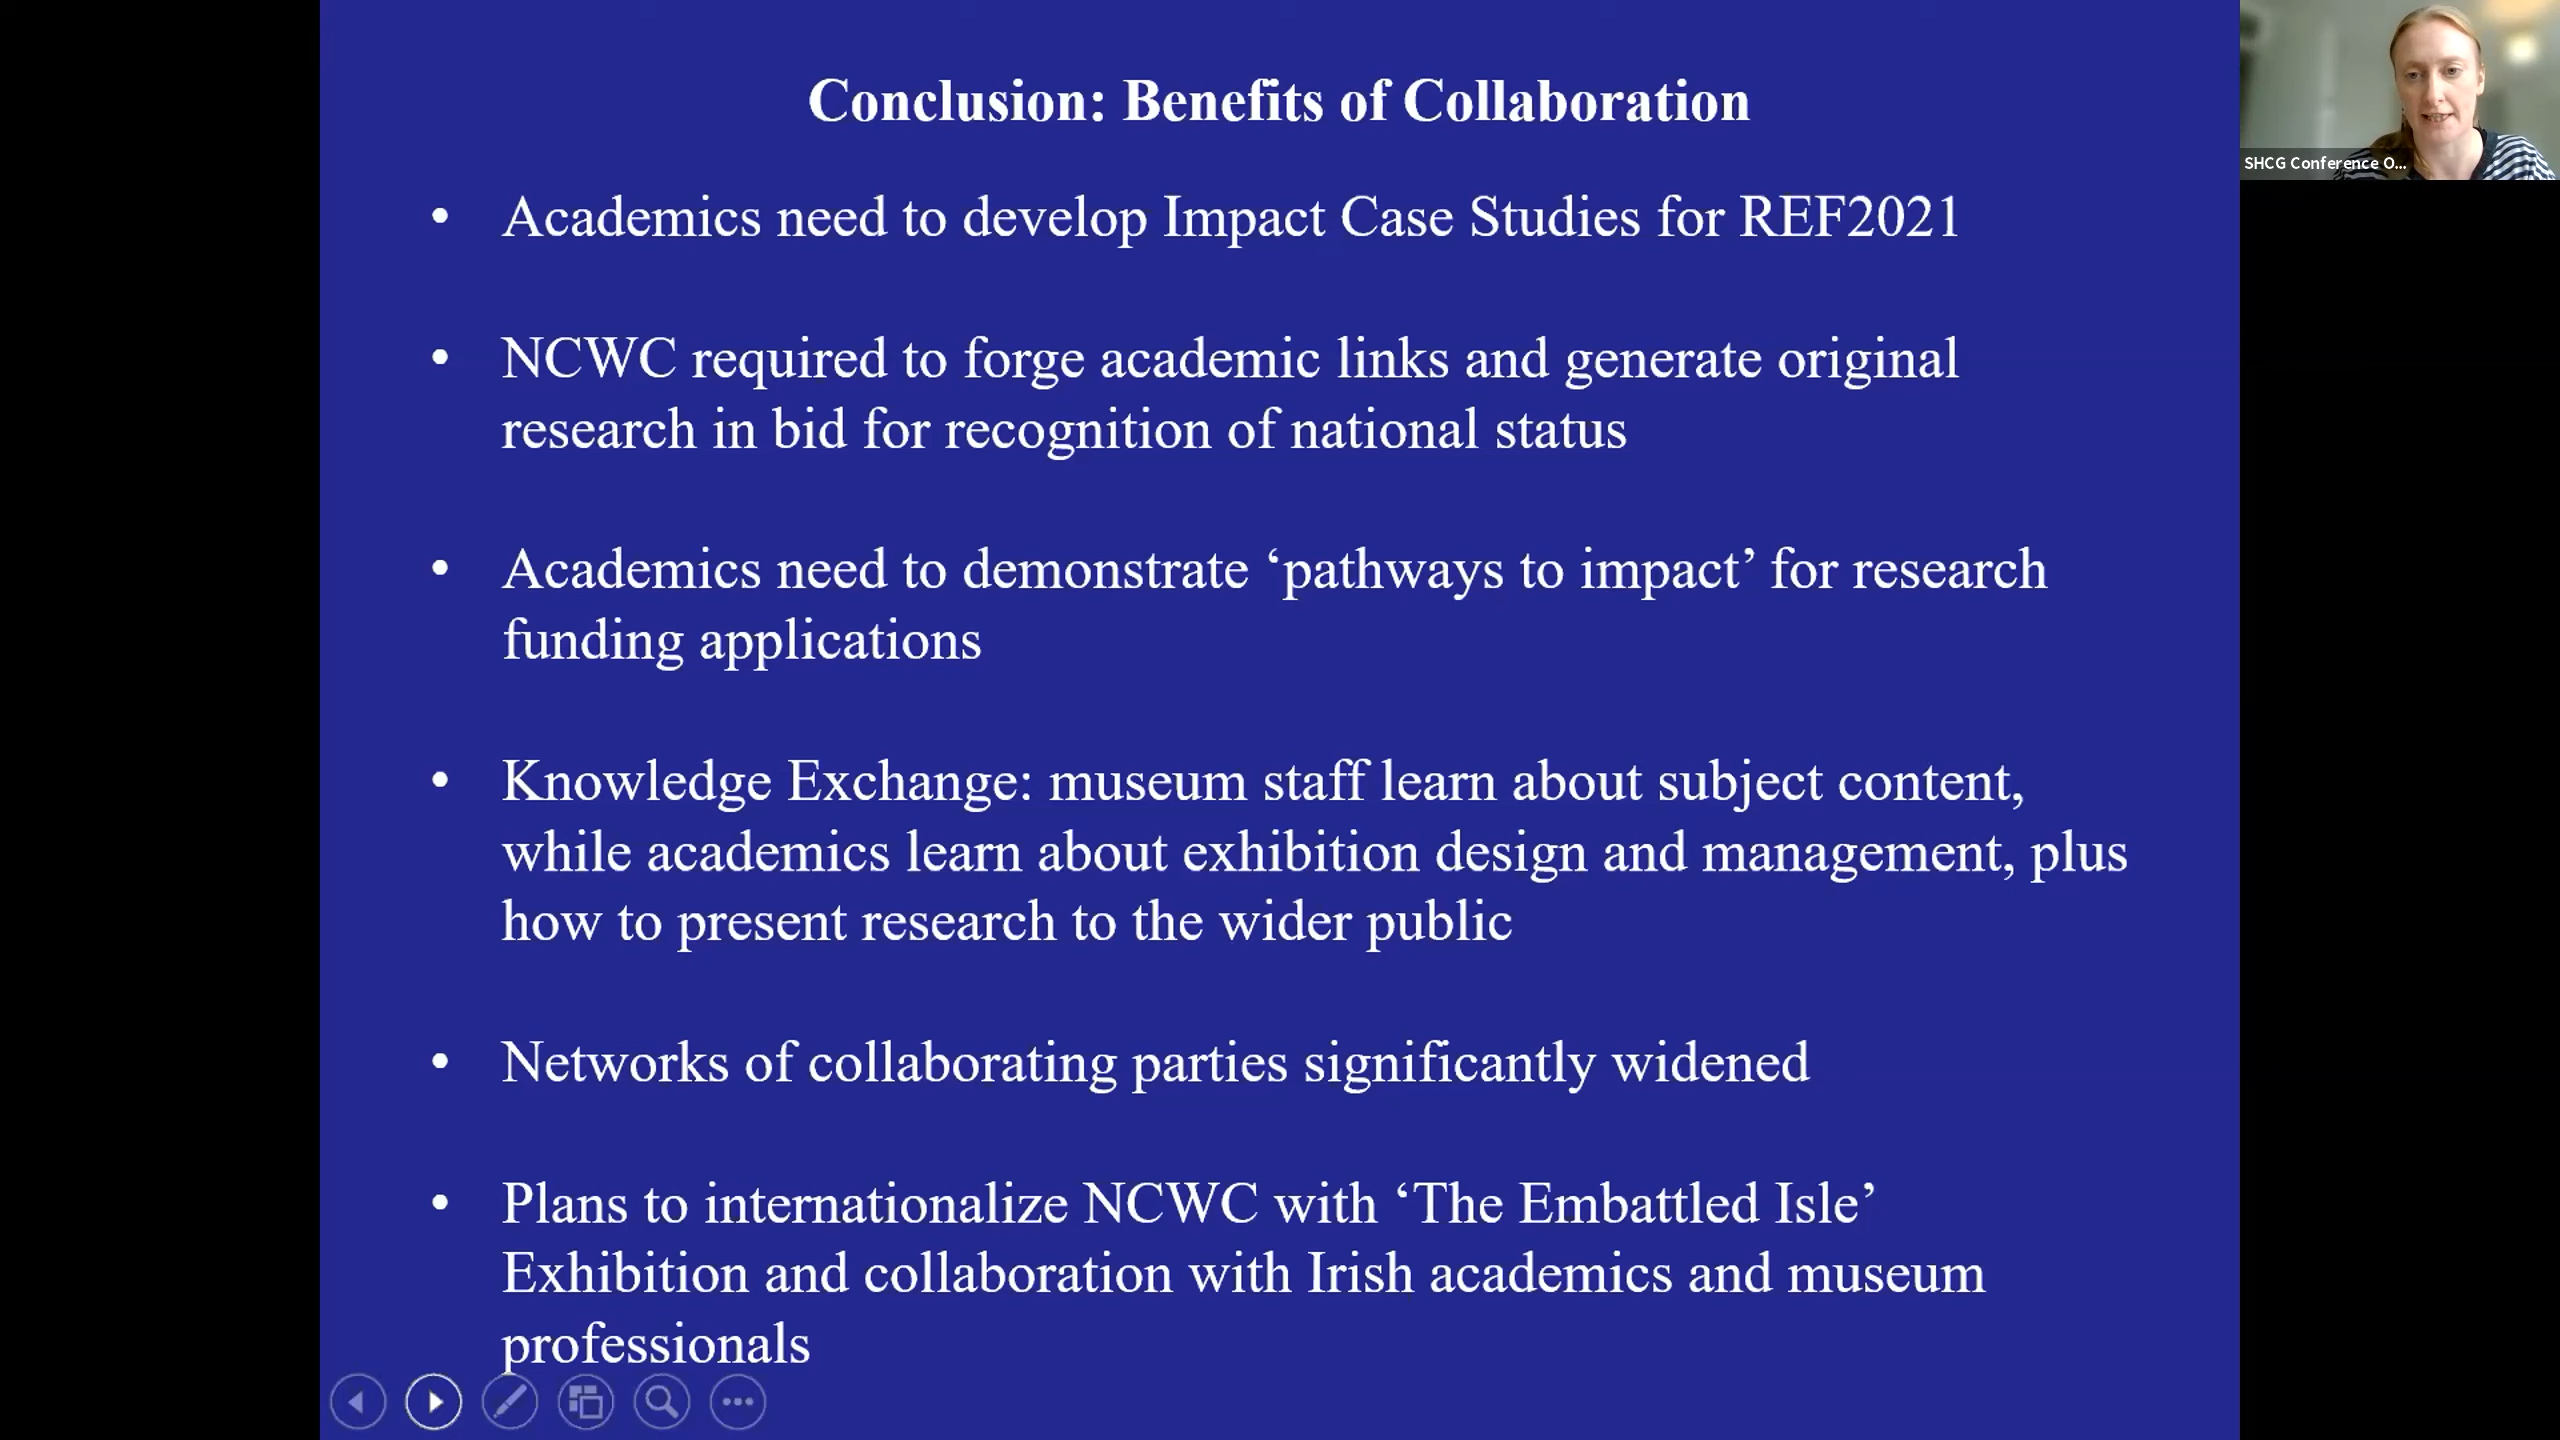 Conclusion: Benefits of Collaboration
• Academics need to develop Impact Case Studies for REF2021
• NCWC required to forge academic links and generate original
research in bid for recognition of national status
• Academics need to demonstrate ‘pathways to impact’ for research
funding applications
• Knowledge Exchange: museum staff learn about subject content,
while academics learn about exhibition design and management, plus
how to present research to the wider public
• Networks of collaborating parties significantly widened
• Plans to internationalize NCWC with ‘The Embattled Isle’
Exhibition and collaboration with Irish academics and museum
professionals
SHCG Conference O...